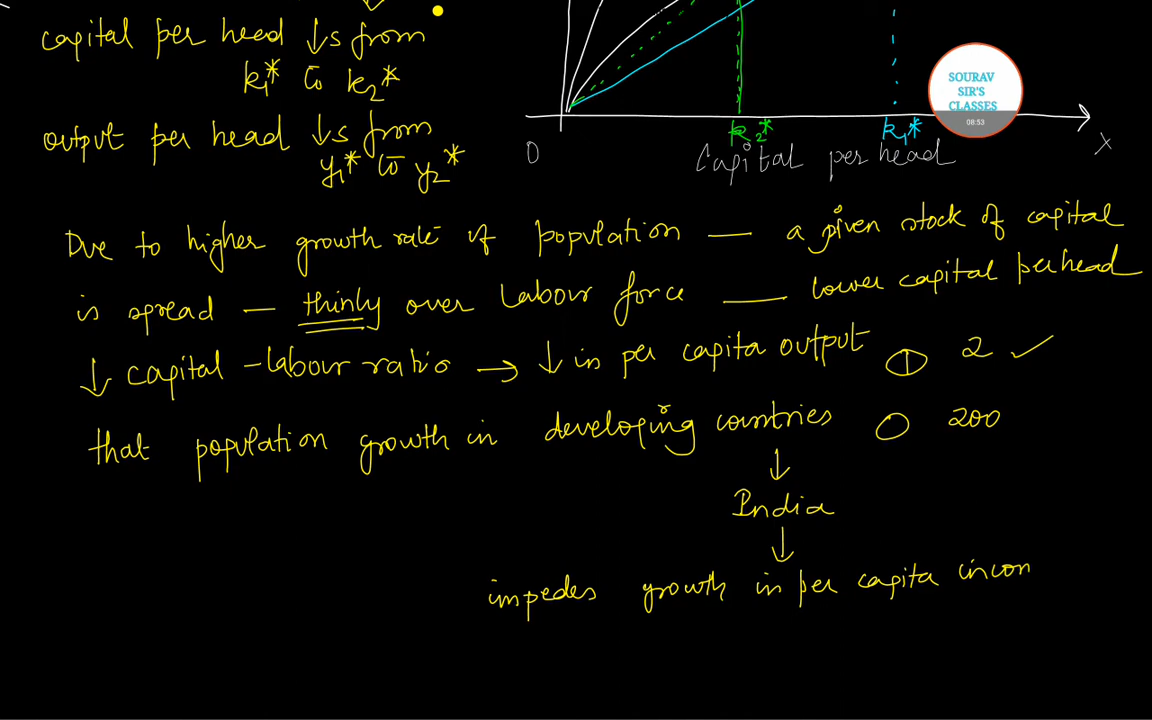 capital per head ↓s from
k1* to k2*
output per head ↓s from
y1* to y2*
SOURAV
SIR'S
CLASSES
08:53
k2*
k1*
O
Capital per head
X
Due to higher growth rate of population — a given stock of capital
is spread — thinly over labour force — lower capital per head
↓ capital - labour ratio → ↓ in per capita output ① 2 ✓
that population growth in developing countries ○ 200
↓
India
↓
impedes growth in per capita incom